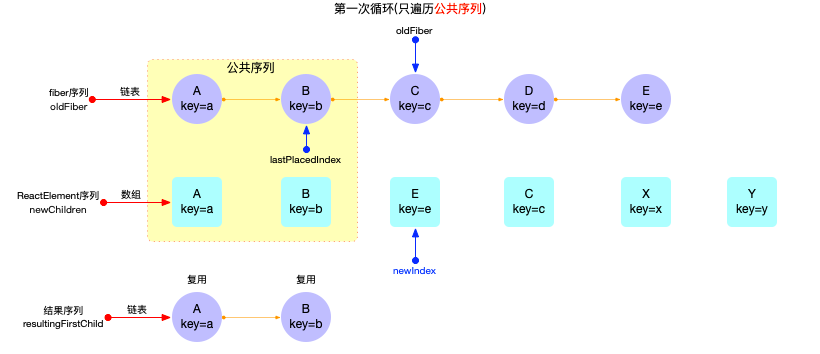 第一次循环(只遍历公共序列)
oldFiber
公共序列
fiber序列
oldFiber
链表
A
key=a
B
key=b
C
key=c
D
key=d
E
key=e
lastPlacedIndex
ReactElement序列
newChildren
数组
A
key=a
B
key=b
E
key=e
C
key=c
X
key=x
Y
key=y
newIndex
复用
复用
结果序列
resultingFirstChild
链表
A
key=a
B
key=b